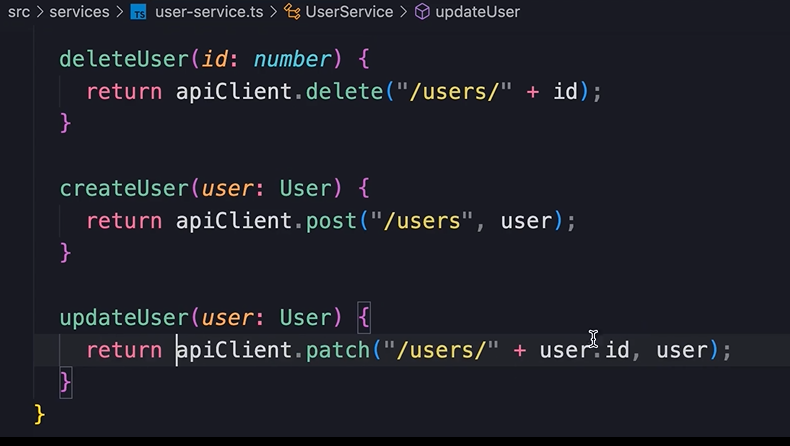 src > services > TS user-service.ts > UserService > updateUser
deleteUser(id: number) {
return apiClient.delete("/users/" + id);
}
createUser(user: User) {
return apiClient.post("/users", user);
}
updateUser(user: User) {
return apiClient.patch("/users/" + user.id, user);
}
}